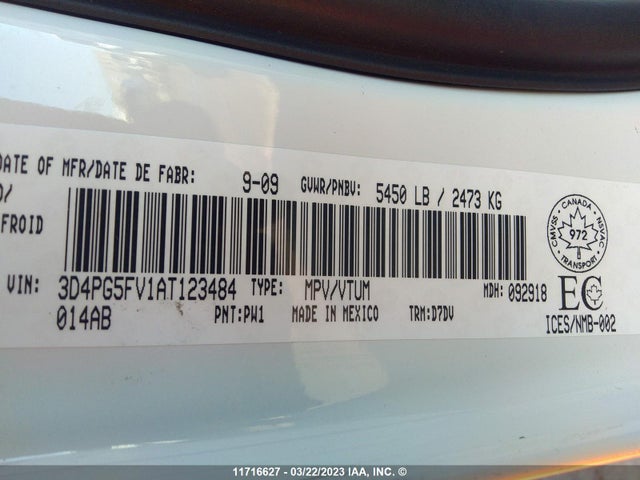 DATE OF MFR/DATE DE FABR: 9-09 GVWR/PNBV: 5450 LB / 2473 KG
/
FROID
CANADA
CMVSS 972 NSVAC
TRANSPORT
VIN: 3D4PG5FV1AT123484 TYPE: MPV/VTUM MDH: 092918
EC
014AB PNT:PW1 MADE IN MEXICO TRM:D7DV ICES/NMB-002
11716627 - 03/22/2023 IAA, Inc. ©